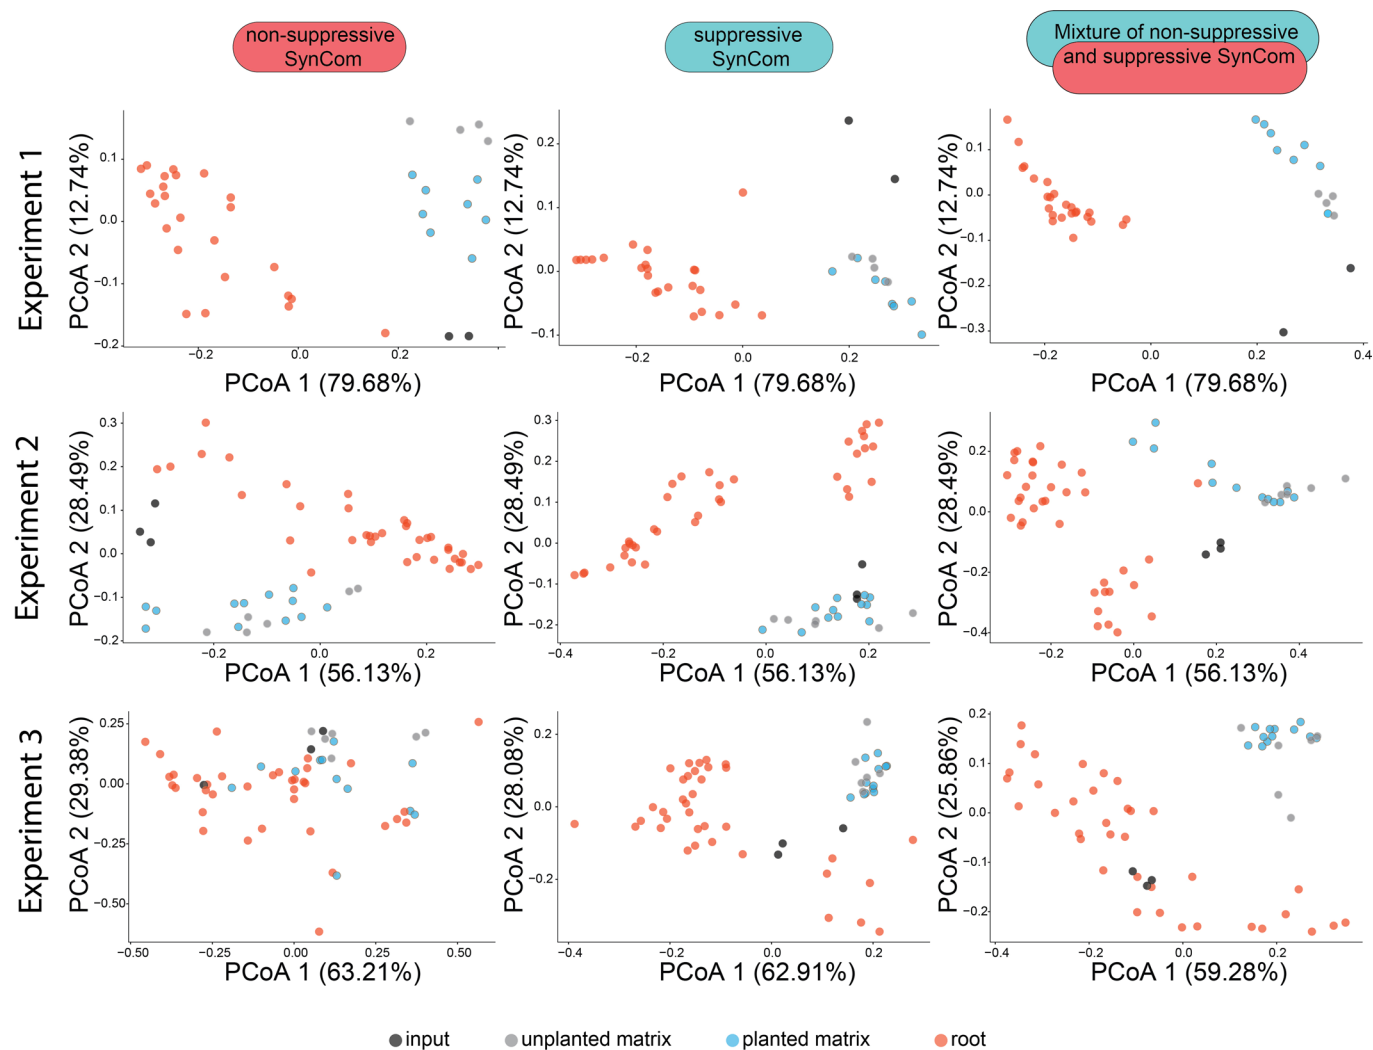 non-suppressive
SynCom
suppressive
SynCom
Mixture of non-suppressive
and suppressive SynCom
Experiment 1
PCoA 2 (12.74%)
0.1
0.0
−0.1
−0.2
−0.2
0.0
0.2
PCoA 1 (79.68%)
PCoA 2 (12.74%)
0.2
0.1
0.0
−0.1
−0.2
0.0
0.2
PCoA 1 (79.68%)
PCoA 2 (12.74%)
0.1
0.0
−0.1
−0.2
−0.3
−0.2
0.0
0.2
0.4
PCoA 1 (79.68%)
Experiment 2
PCoA 2 (28.49%)
0.3
0.2
0.1
0.0
−0.1
−0.2
−0.2
0.0
0.2
PCoA 1 (56.13%)
PCoA 2 (28.49%)
0.3
0.2
0.1
0.0
−0.1
−0.2
−0.4
−0.2
0.0
0.2
PCoA 1 (56.13%)
PCoA 2 (28.49%)
0.2
0.0
−0.2
−0.4
−0.2
0.0
0.2
0.4
PCoA 1 (56.13%)
Experiment 3
PCoA 2 (29.38%)
0.25
0.00
−0.25
−0.50
−0.50
−0.25
0.00
0.25
0.50
PCoA 1 (63.21%)
PCoA 2 (28.08%)
0.2
0.0
−0.2
−0.4
−0.2
0.0
0.2
PCoA 1 (62.91%)
PCoA 2 (25.86%)
0.2
0.1
0.0
−0.1
−0.2
−0.4
−0.2
0.0
0.2
PCoA 1 (59.28%)
input
unplanted matrix
planted matrix
root